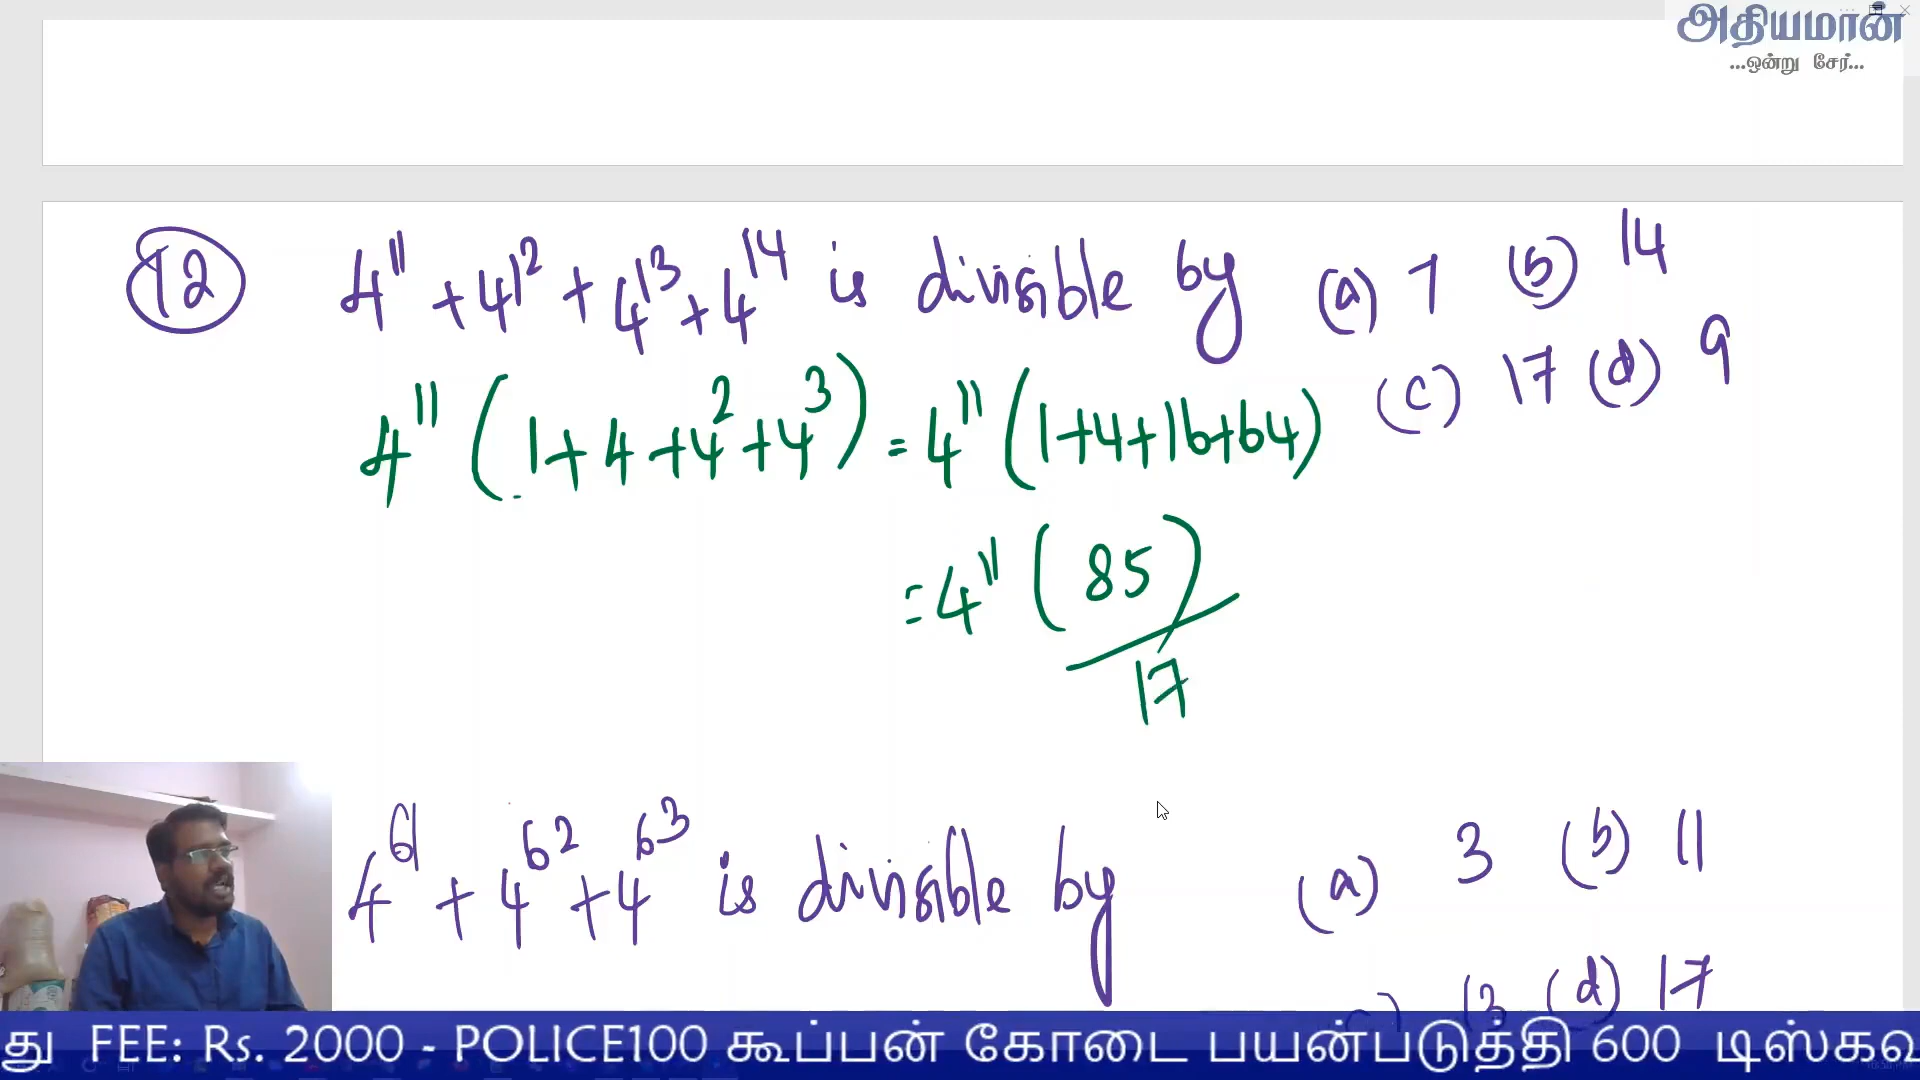 அதியமான்
...ஒன்று சேர்...
12 4^11 + 4^12 + 4^13 + 4^14 is divisible by (a) 7 (b) 14
(c) 17 (d) 9
4^11 (1 + 4 + 4^2 + 4^3) = 4^11 (1+4+16+64)
= 4^11 (85)
17
4^61 + 4^62 + 4^63 is divisible by (a) 3 (b) 11
13 (d) 17
து FEE: Rs. 2000 - POLICE100 கூப்பன் கோடை பயன்படுத்தி 600 டிஸ்கவ